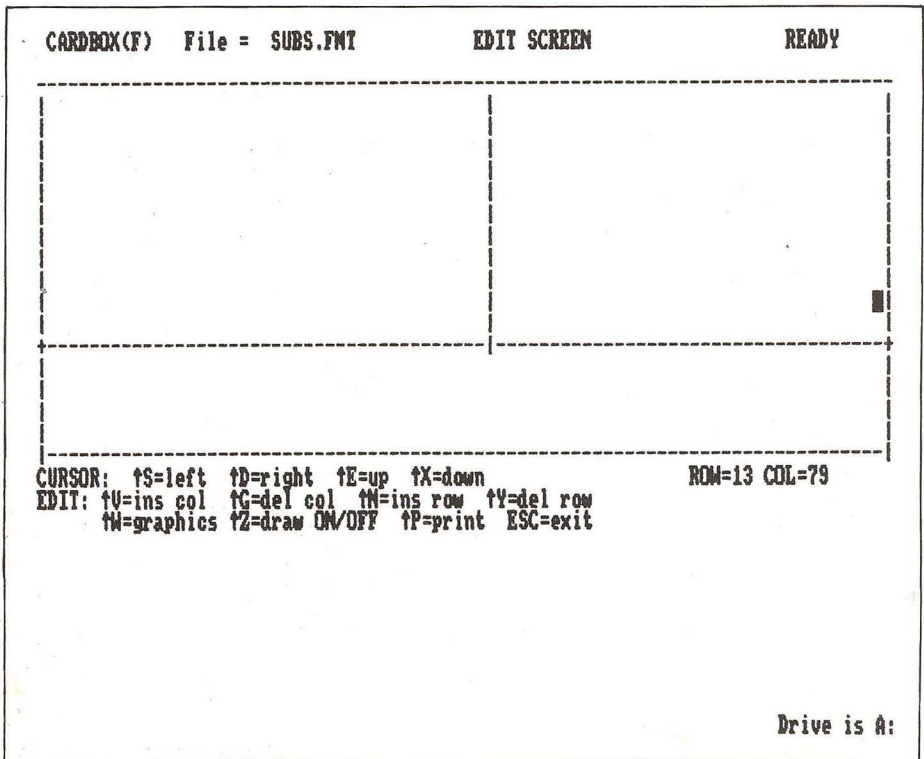 CARDBOX(F) File = SUBS.FMT EDIT SCREEN READY
CURSOR: ↑S=left ↑D=right ↑E=up ↑X=down ROW=13 COL=79
EDIT: ↑V=ins col ↑G=del col ↑N=ins row ↑Y=del row
↑W=graphics ↑Z=draw ON/OFF ↑P=print ESC=exit
Drive is A: